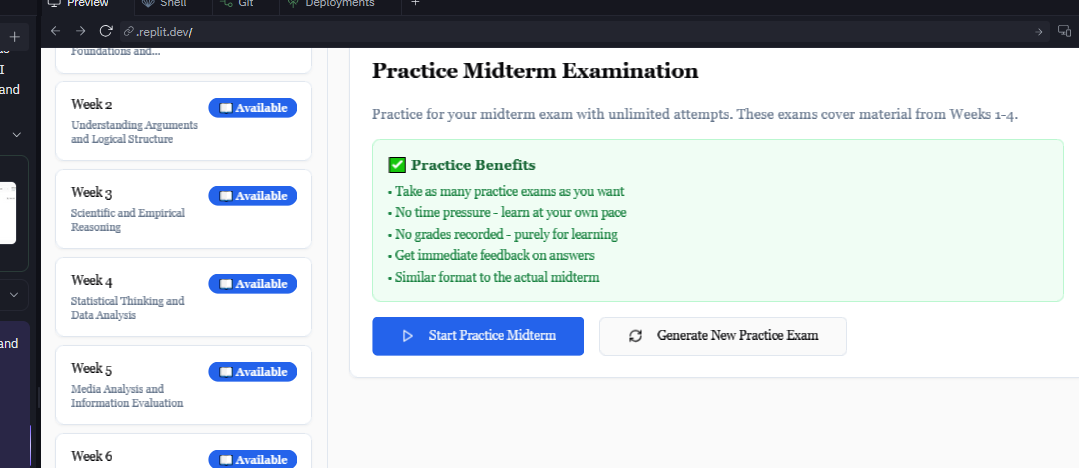 Preview
Shell
Git
Deployments
.replit.dev/
I
and
and
Foundations and...
Week 2
Available
Understanding Arguments
and Logical Structure
Week 3
Available
Scientific and Empirical
Reasoning
Week 4
Available
Statistical Thinking and
Data Analysis
Week 5
Available
Media Analysis and
Information Evaluation
Week 6
Available
Practice Midterm Examination
Practice for your midterm exam with unlimited attempts. These exams cover material from Weeks 1-4.
✅ Practice Benefits
• Take as many practice exams as you want
• No time pressure - learn at your own pace
• No grades recorded - purely for learning
• Get immediate feedback on answers
• Similar format to the actual midterm
Start Practice Midterm
Generate New Practice Exam